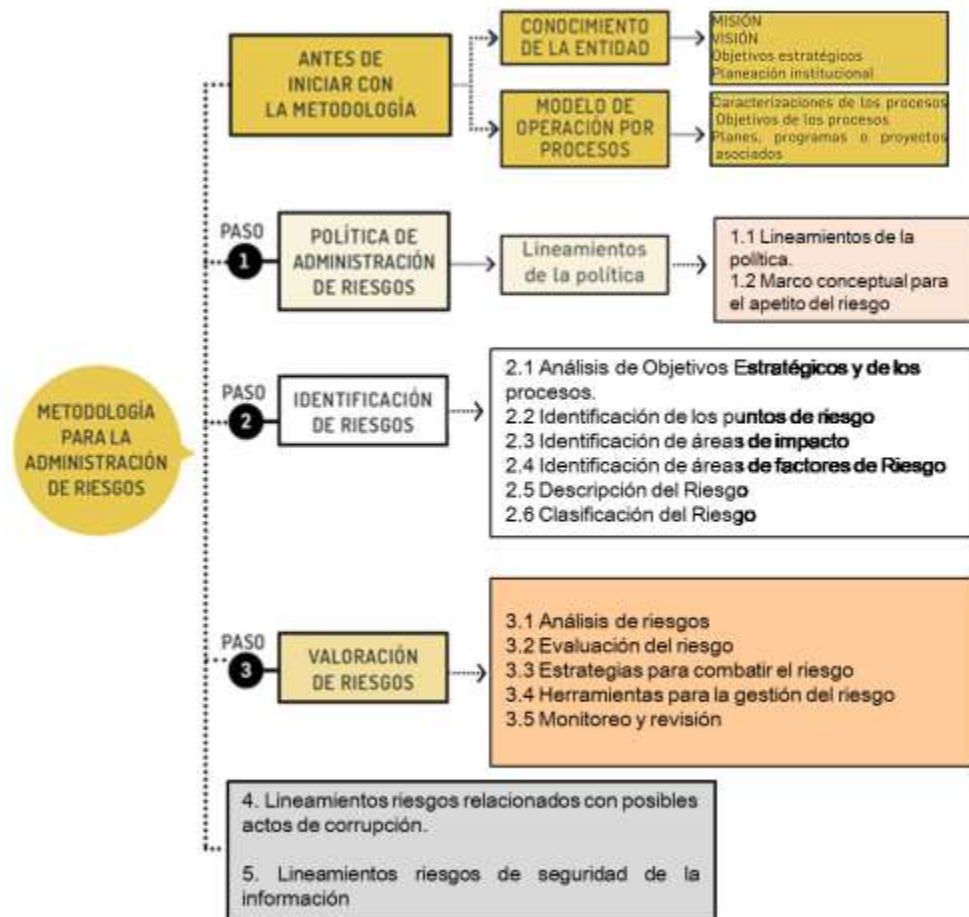 ANTES DE
INICIAR CON
LA METODOLOGÍA
CONOCIMIENTO
DE LA ENTIDAD
MISIÓN
VISIÓN
Objetivos estratégicos
Planeación institucional
MODELO DE
OPERACIÓN POR
PROCESOS
Caracterizaciones de los procesos
Objetivos de los procesos
Planes, programas o proyectos
asociados
PASO
1
POLÍTICA DE
ADMINISTRACIÓN
DE RIESGOS
Lineamientos
de la política
1.1 Lineamientos de la
política.
1.2 Marco conceptual para
el apetito del riesgo
METODOLOGÍA
PARA LA
ADMINISTRACIÓN
DE RIESGOS
PASO
2
IDENTIFICACIÓN
DE RIESGOS
2.1 Análisis de Objetivos Estratégicos y de los
procesos.
2.2 Identificación de los puntos de riesgo
2.3 Identificación de áreas de impacto
2.4 Identificación de áreas de factores de Riesgo
2.5 Descripción del Riesgo
2.6 Clasificación del Riesgo
PASO
3
VALORACIÓN
DE RIESGOS
3.1 Análisis de riesgos
3.2 Evaluación del riesgo
3.3 Estrategias para combatir el riesgo
3.4 Herramientas para la gestión del riesgo
3.5 Monitoreo y revisión
4. Lineamientos riesgos relacionados con posibles
actos de corrupción.
5. Lineamientos riesgos de seguridad de la
información